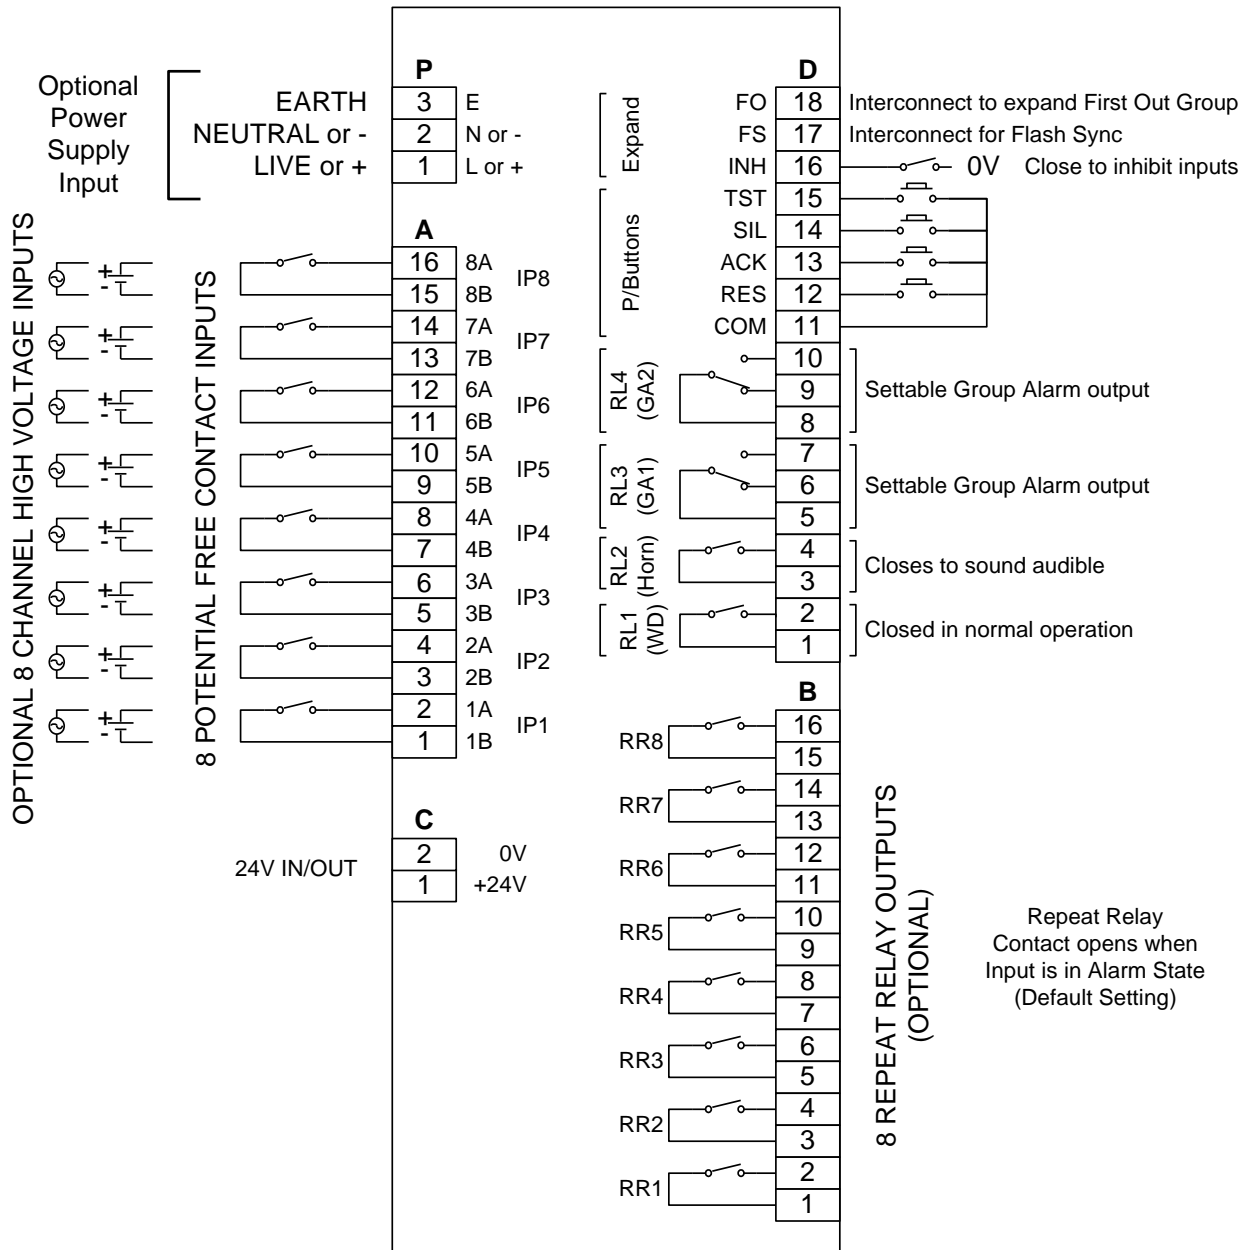 Optional
Power
Supply
Input
EARTH
NEUTRAL or -
LIVE or +
P
3 E
2 N or -
1 L or +
OPTIONAL 8 CHANNEL HIGH VOLTAGE INPUTS
+
-
+
-
+
-
+
-
+
-
+
-
+
-
+
-
8 POTENTIAL FREE CONTACT INPUTS
A
16 8A
15 8B
IP8
14 7A
13 7B
IP7
12 6A
11 6B
IP6
10 5A
9 5B
IP5
8 4A
7 4B
IP4
6 3A
5 3B
IP3
4 2A
3 2B
IP2
2 1A
1 1B
IP1
C
24V IN/OUT
2 0V
1 +24V
D
Expand
FO 18 Interconnect to expand First Out Group
FS 17 Interconnect for Flash Sync
INH 16 0V Close to inhibit inputs
P/Buttons
TST 15
SIL 14
ACK 13
RES 12
COM 11
RL4
(GA2)
10
9
8
Settable Group Alarm output
RL3
(GA1)
7
6
5
Settable Group Alarm output
RL2
(Horn)
4
3
Closes to sound audible
RL1
(WD)
2
1
Closed in normal operation
B
RR8
16
15
RR7
14
13
RR6
12
11
RR5
10
9
RR4
8
7
RR3
6
5
RR2
4
3
RR1
2
1
8 REPEAT RELAY OUTPUTS
(OPTIONAL)
Repeat Relay
Contact opens when
Input is in Alarm State
(Default Setting)